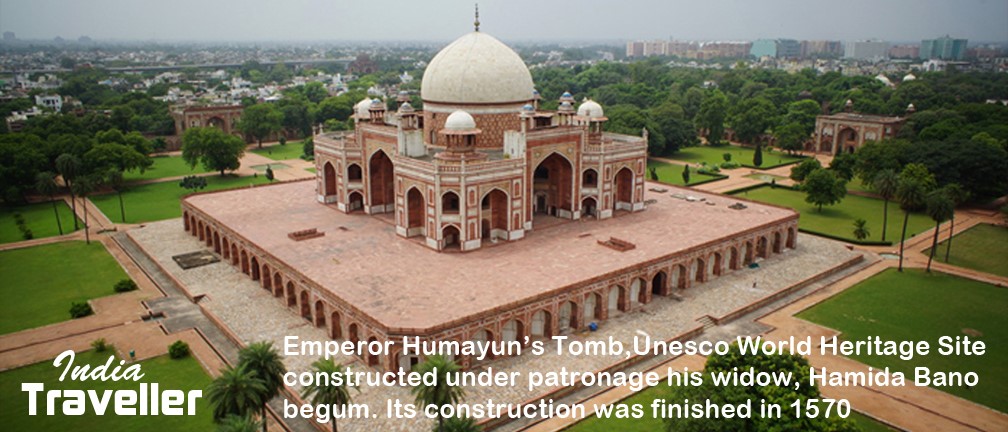 India
Traveller
Emperor Humayun's Tomb,Unesco World Heritage Site
constructed under patronage his widow, Hamida Bano
begum. Its construction was finished in 1570